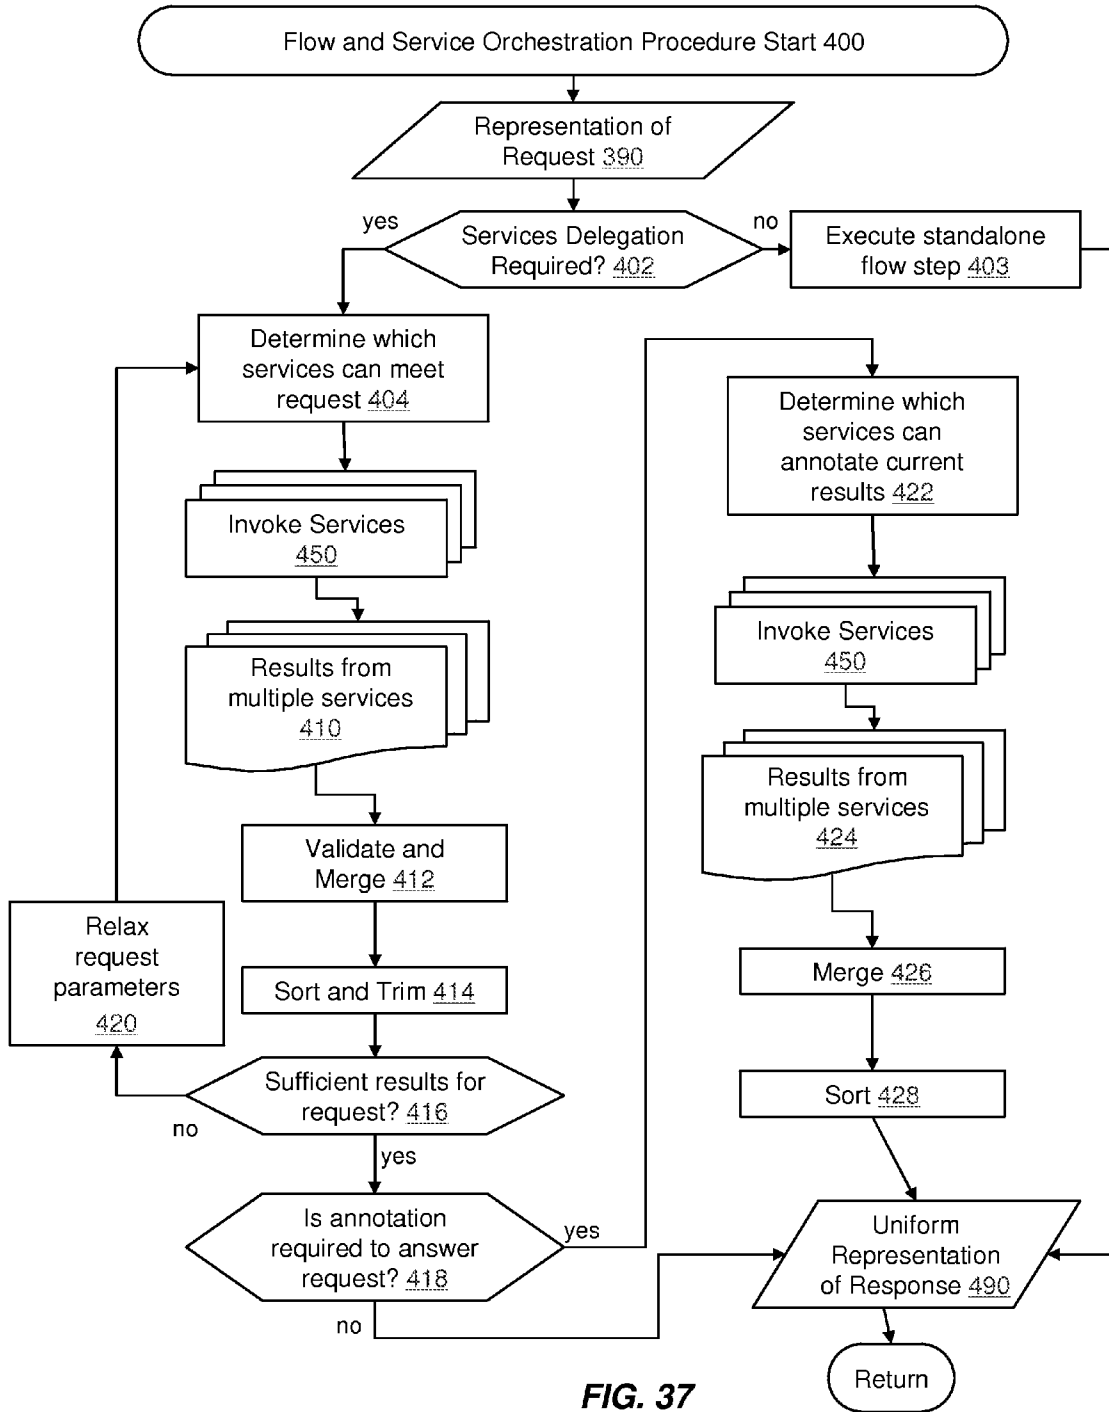 Flow and Service Orchestration Procedure Start 400
Representation of
Request 390
yes
Services Delegation
Required? 402
no
Execute standalone
flow step 403
Determine which
services can meet
request 404
Invoke Services
450
Results from
multiple services
410
Validate and
Merge 412
Relax
request
parameters
420
Sort and Trim 414
Sufficient results for
request? 416
no
yes
Is annotation
required to answer
request? 418
yes
no
Determine which
services can
annotate current
results 422
Invoke Services
450
Results from
multiple services
424
Merge 426
Sort 428
Uniform
Representation
of Response 490
Return
FIG. 37